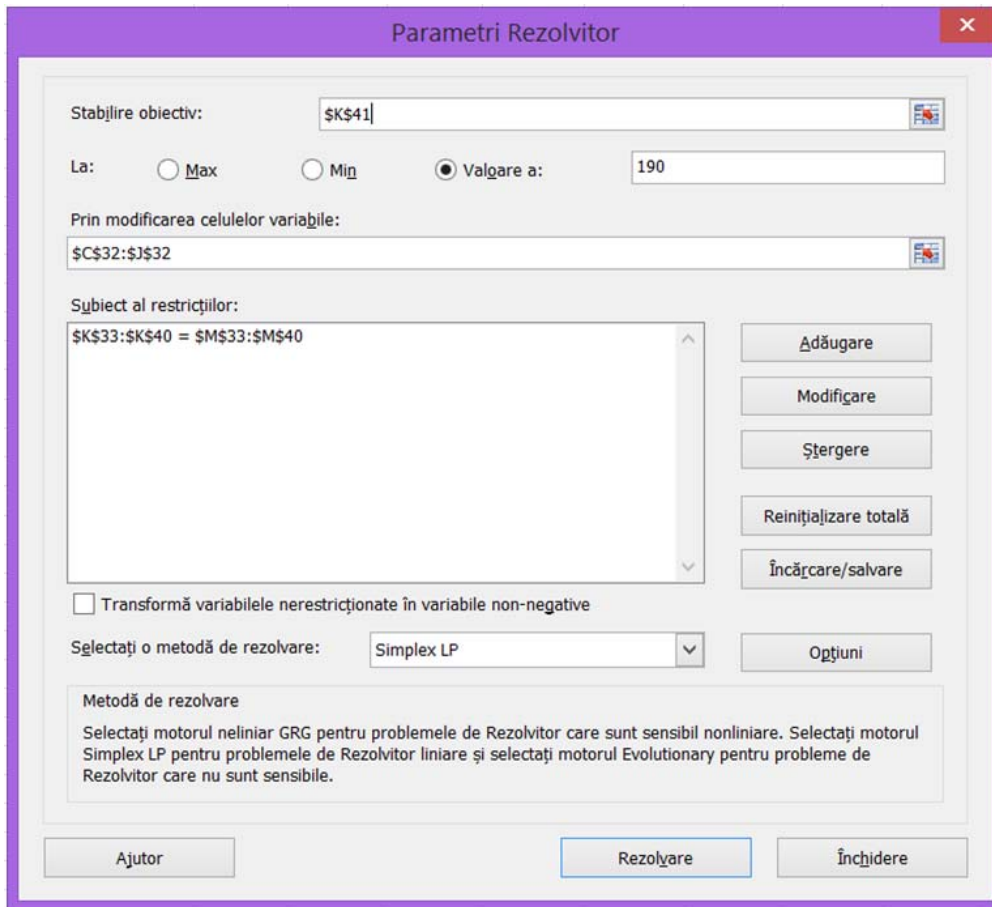 Parametri Rezolvitor
Stabilire obiectiv: $K$41
La: Max Min Valoare a: 190
Prin modificarea celulelor variabile:
$C$32:$J$32
Subiect al restricțiilor:
$K$33:$K$40 = $M$33:$M$40
Adăugare
Modificare
Ștergere
Reinițializare totală
Încărcare/salvare
Transformă variabilele nerestricționate în variabile non-negative
Selectați o metodă de rezolvare: Simplex LP
Opțiuni
Metodă de rezolvare
Selectați motorul neliniar GRG pentru problemele de Rezolvitor care sunt sensibil nonliniare. Selectați motorul
Simplex LP pentru problemele de Rezolvitor liniare și selectați motorul Evolutionary pentru probleme de
Rezolvitor care nu sunt sensibile.
Ajutor Rezolvare Închidere